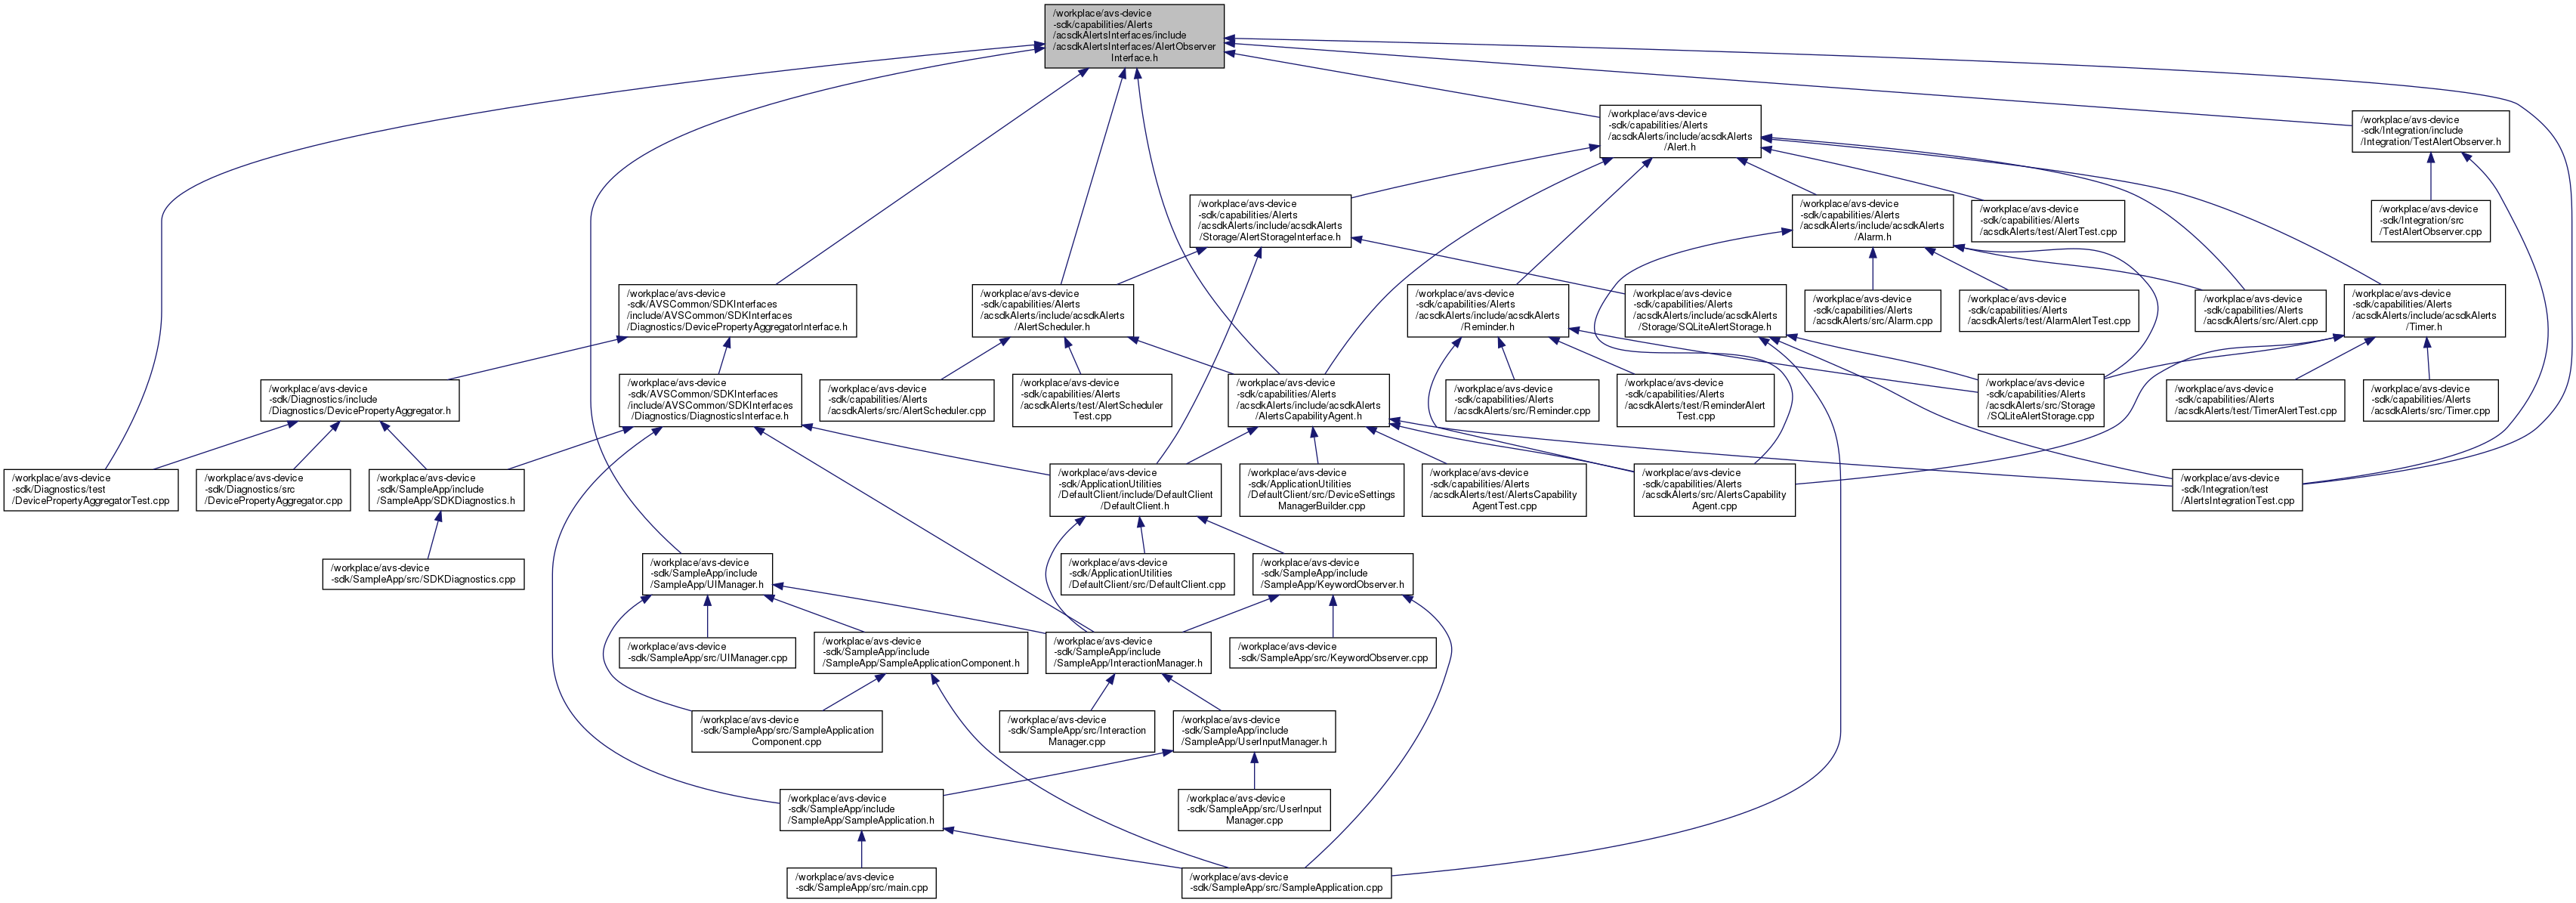 /workplace/avs-device
-sdk/capabilities/Alerts
/acsdkAlertsInterfaces/include
/acsdkAlertsInterfaces/AlertObserver
Interface.h
/workplace/avs-device
-sdk/capabilities/Alerts
/acsdkAlerts/include/acsdkAlerts
/Alert.h
/workplace/avs-device
-sdk/Integration/include
/Integration/TestAlertObserver.h
/workplace/avs-device
-sdk/capabilities/Alerts
/acsdkAlerts/include/acsdkAlerts
/Storage/AlertStorageInterface.h
/workplace/avs-device
-sdk/capabilities/Alerts
/acsdkAlerts/include/acsdkAlerts
/Alarm.h
/workplace/avs-device
-sdk/capabilities/Alerts
/acsdkAlerts/test/AlertTest.cpp
/workplace/avs-device
-sdk/Integration/src
/TestAlertObserver.cpp
/workplace/avs-device
-sdk/AVSCommon/SDKInterfaces
/include/AVSCommon/SDKInterfaces
/Diagnostics/DevicePropertyAggregatorInterface.h
/workplace/avs-device
-sdk/capabilities/Alerts
/acsdkAlerts/include/acsdkAlerts
/AlertScheduler.h
/workplace/avs-device
-sdk/capabilities/Alerts
/acsdkAlerts/include/acsdkAlerts
/Reminder.h
/workplace/avs-device
-sdk/capabilities/Alerts
/acsdkAlerts/include/acsdkAlerts
/Storage/SQLiteAlertStorage.h
/workplace/avs-device
-sdk/capabilities/Alerts
/acsdkAlerts/src/Alarm.cpp
/workplace/avs-device
-sdk/capabilities/Alerts
/acsdkAlerts/test/AlarmAlertTest.cpp
/workplace/avs-device
-sdk/capabilities/Alerts
/acsdkAlerts/src/Alert.cpp
/workplace/avs-device
-sdk/capabilities/Alerts
/acsdkAlerts/include/acsdkAlerts
/Timer.h
/workplace/avs-device
-sdk/Diagnostics/include
/Diagnostics/DevicePropertyAggregator.h
/workplace/avs-device
-sdk/AVSCommon/SDKInterfaces
/include/AVSCommon/SDKInterfaces
/Diagnostics/DiagnosticsInterface.h
/workplace/avs-device
-sdk/capabilities/Alerts
/acsdkAlerts/src/AlertScheduler.cpp
/workplace/avs-device
-sdk/capabilities/Alerts
/acsdkAlerts/test/AlertScheduler
Test.cpp
/workplace/avs-device
-sdk/capabilities/Alerts
/acsdkAlerts/include/acsdkAlerts
/AlertsCapabilityAgent.h
/workplace/avs-device
-sdk/capabilities/Alerts
/acsdkAlerts/src/Reminder.cpp
/workplace/avs-device
-sdk/capabilities/Alerts
/acsdkAlerts/test/ReminderAlert
Test.cpp
/workplace/avs-device
-sdk/capabilities/Alerts
/acsdkAlerts/src/Storage
/SQLiteAlertStorage.cpp
/workplace/avs-device
-sdk/capabilities/Alerts
/acsdkAlerts/test/TimerAlertTest.cpp
/workplace/avs-device
-sdk/capabilities/Alerts
/acsdkAlerts/src/Timer.cpp
/workplace/avs-device
-sdk/Diagnostics/test
/DevicePropertyAggregatorTest.cpp
/workplace/avs-device
-sdk/Diagnostics/src
/DevicePropertyAggregator.cpp
/workplace/avs-device
-sdk/SampleApp/include
/SampleApp/SDKDiagnostics.h
/workplace/avs-device
-sdk/ApplicationUtilities
/DefaultClient/include/DefaultClient
/DefaultClient.h
/workplace/avs-device
-sdk/ApplicationUtilities
/DefaultClient/src/DeviceSettings
ManagerBuilder.cpp
/workplace/avs-device
-sdk/capabilities/Alerts
/acsdkAlerts/test/AlertsCapability
AgentTest.cpp
/workplace/avs-device
-sdk/capabilities/Alerts
/acsdkAlerts/src/AlertsCapability
Agent.cpp
/workplace/avs-device
-sdk/Integration/test
/AlertsIntegrationTest.cpp
/workplace/avs-device
-sdk/SampleApp/src/SDKDiagnostics.cpp
/workplace/avs-device
-sdk/SampleApp/include
/SampleApp/UIManager.h
/workplace/avs-device
-sdk/ApplicationUtilities
/DefaultClient/src/DefaultClient.cpp
/workplace/avs-device
-sdk/SampleApp/include
/SampleApp/KeywordObserver.h
/workplace/avs-device
-sdk/SampleApp/src/UIManager.cpp
/workplace/avs-device
-sdk/SampleApp/include
/SampleApp/SampleApplicationComponent.h
/workplace/avs-device
-sdk/SampleApp/include
/SampleApp/InteractionManager.h
/workplace/avs-device
-sdk/SampleApp/src/KeywordObserver.cpp
/workplace/avs-device
-sdk/SampleApp/src/SampleApplication
Component.cpp
/workplace/avs-device
-sdk/SampleApp/src/Interaction
Manager.cpp
/workplace/avs-device
-sdk/SampleApp/include
/SampleApp/UserInputManager.h
/workplace/avs-device
-sdk/SampleApp/include
/SampleApp/SampleApplication.h
/workplace/avs-device
-sdk/SampleApp/src/UserInput
Manager.cpp
/workplace/avs-device
-sdk/SampleApp/src/main.cpp
/workplace/avs-device
-sdk/SampleApp/src/SampleApplication.cpp